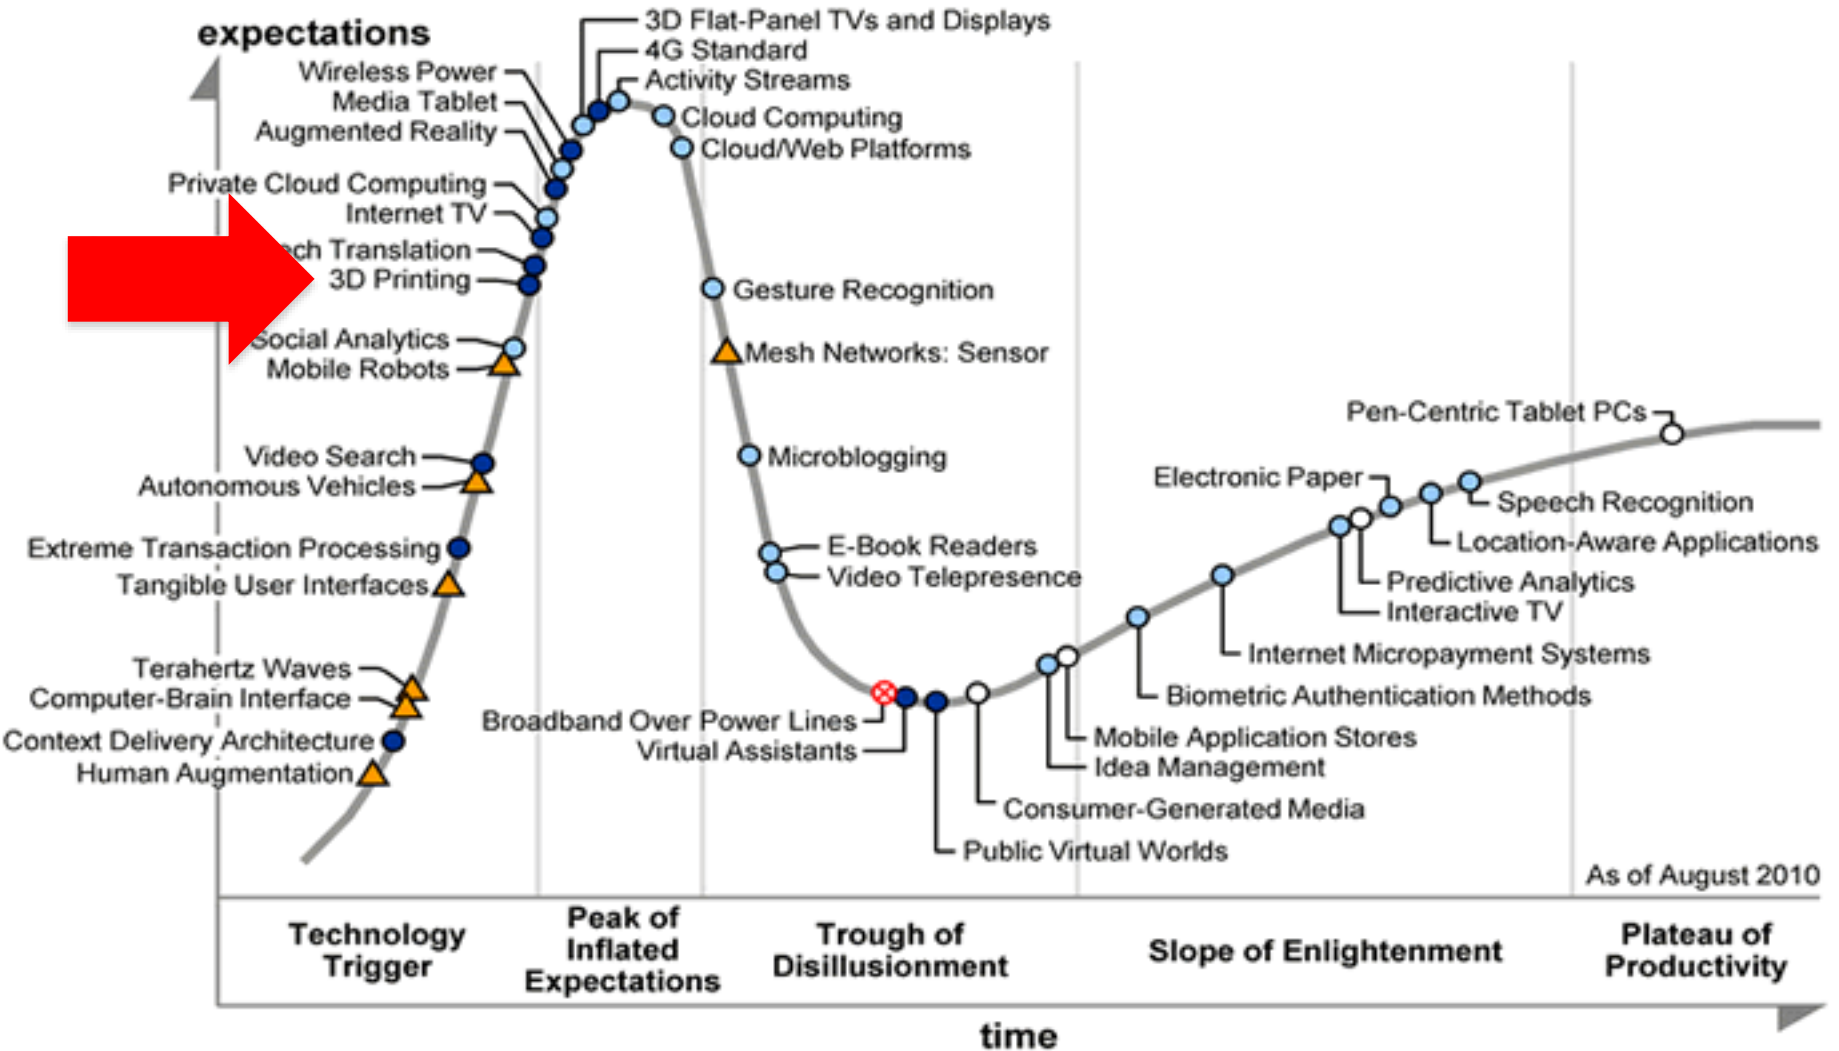 expectations
3D Flat-Panel TVs and Displays
4G Standard
Activity Streams
Wireless Power
Media Tablet
Augmented Reality
Cloud Computing
Cloud/Web Platforms
Private Cloud Computing
Internet TV
Translation
3D Printing
Social Analytics
Mobile Robots
Gesture Recognition
Mesh Networks: Sensor
Video Search
Autonomous Vehicles
Microblogging
Extreme Transaction Processing
Tangible User Interfaces
E-Book Readers
Video Telepresence
Terahertz Waves
Computer-Brain Interface
Context Delivery Architecture
Human Augmentation
Broadband Over Power Lines
Virtual Assistants
Pen-Centric Tablet PCs
Electronic Paper
Speech Recognition
Location-Aware Applications
Predictive Analytics
Interactive TV
Internet Micropayment Systems
Biometric Authentication Methods
Mobile Application Stores
Idea Management
Consumer-Generated Media
Public Virtual Worlds
As of August 2010
Technology
Trigger
Peak of
Inflated
Expectations
Trough of
Disillusionment
Slope of Enlightenment
Plateau of
Productivity
time